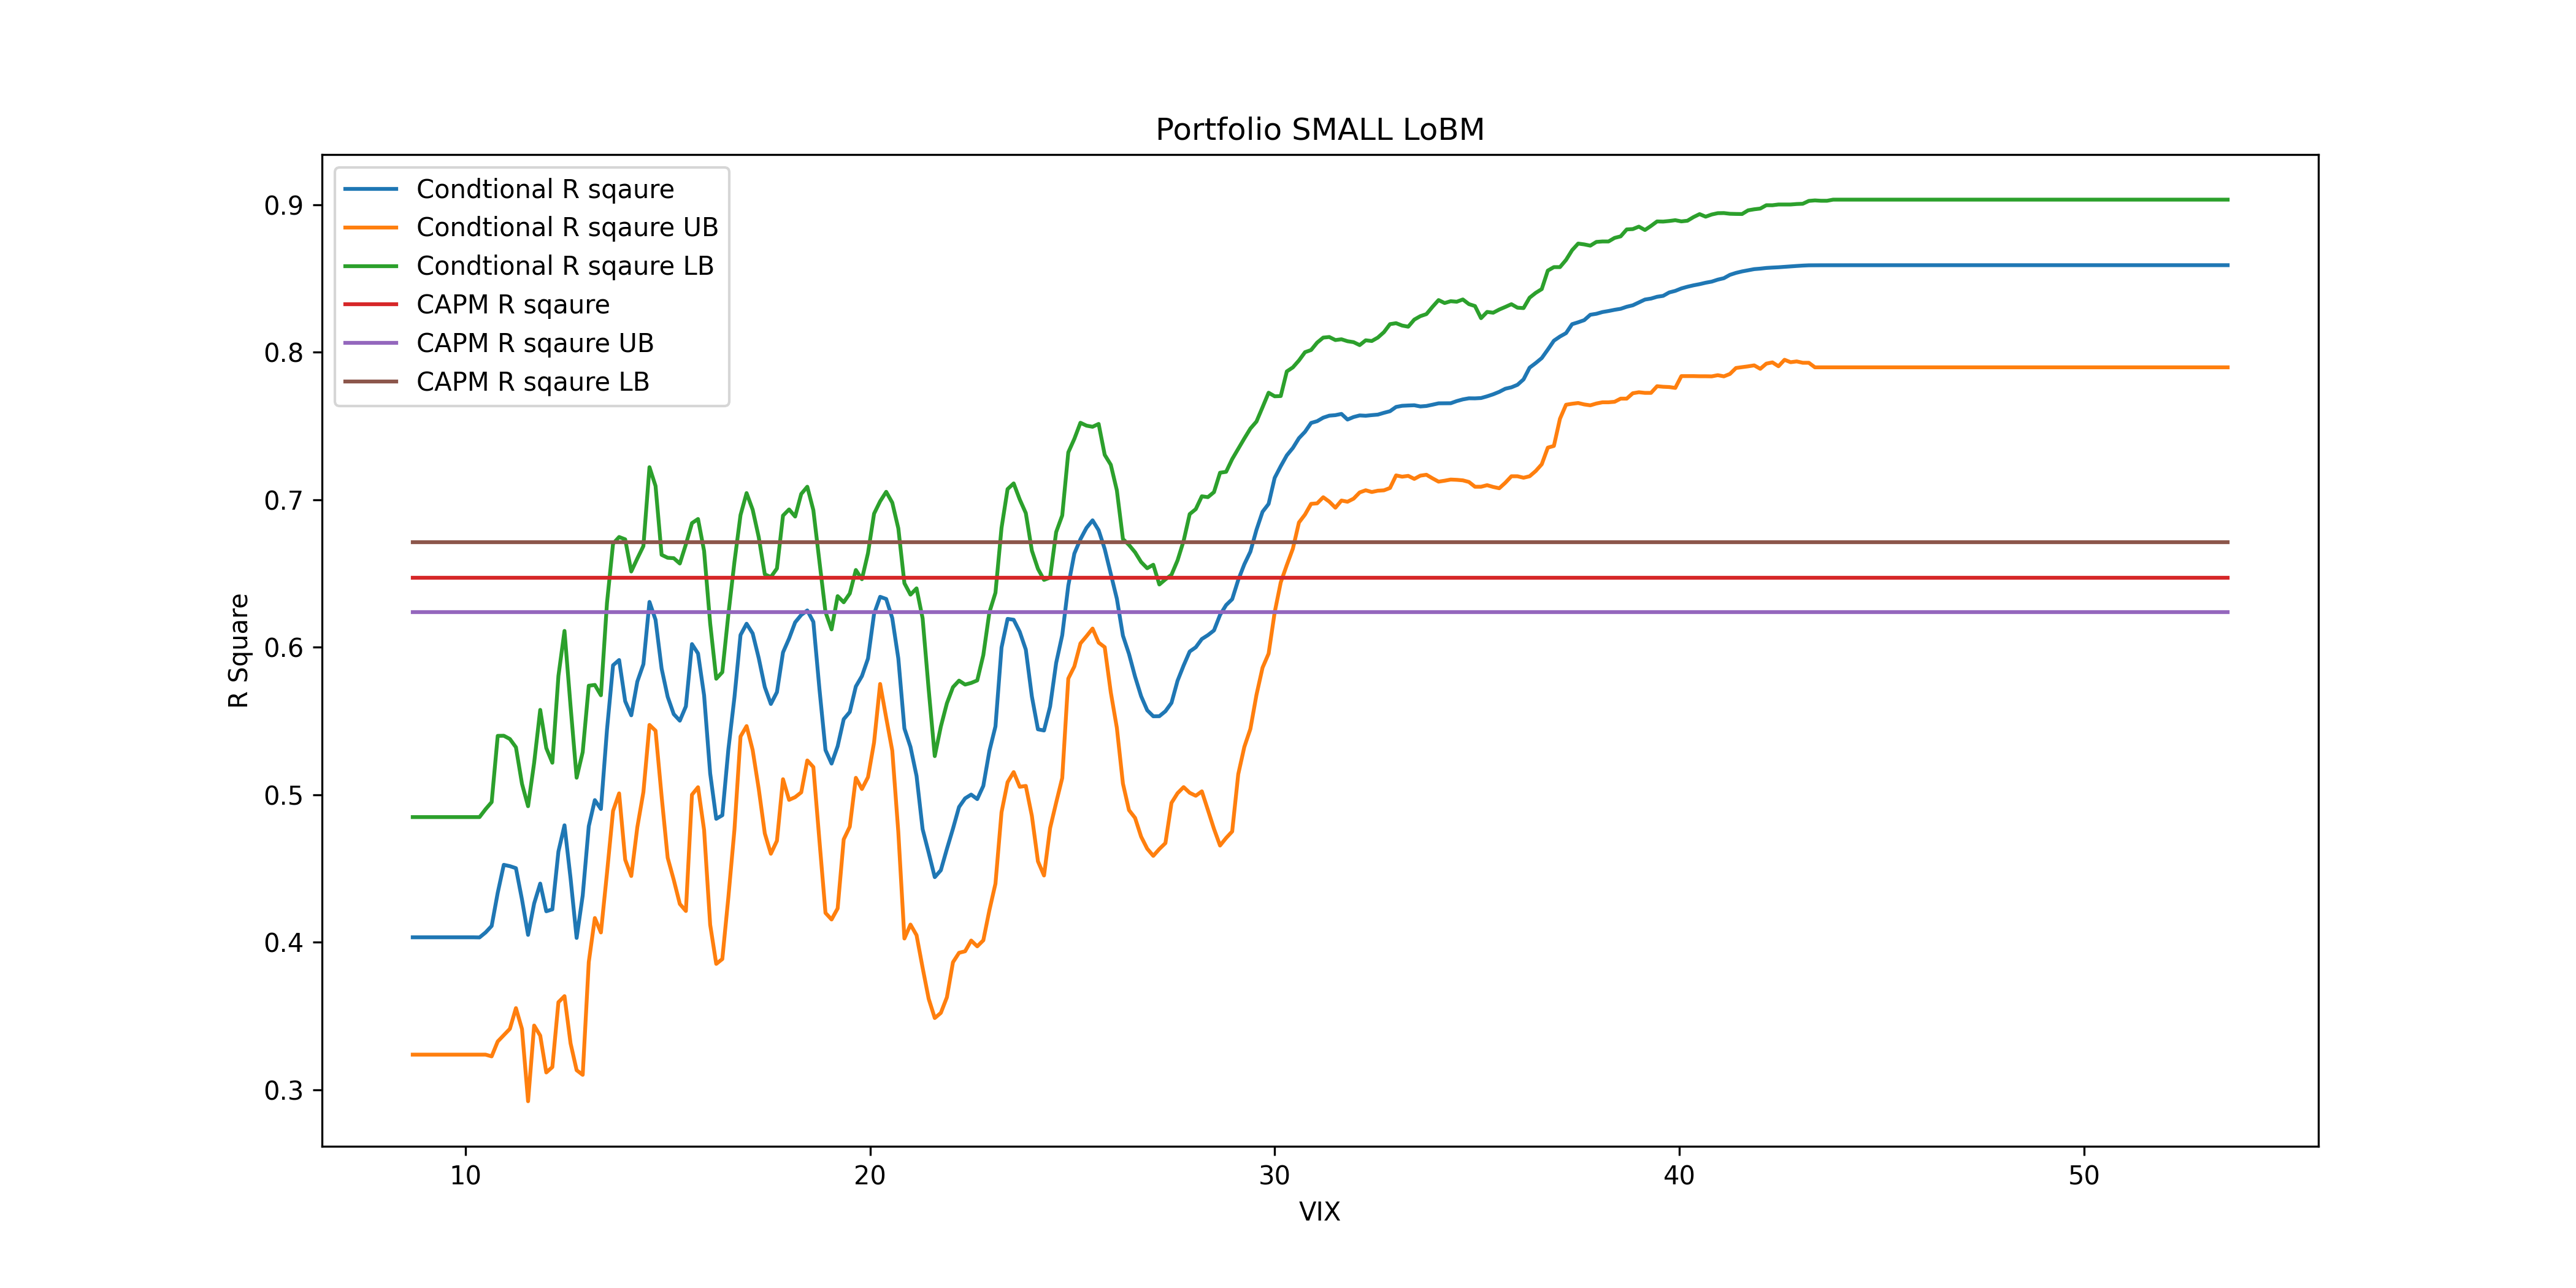 Portfolio SMALL LoBM
Condtional R sqaure
Condtional R sqaure UB
Condtional R sqaure LB
CAPM R sqaure
CAPM R sqaure UB
CAPM R sqaure LB
R Square
0.9
0.8
0.7
0.6
0.5
0.4
0.3
10 20 30 40 50
VIX